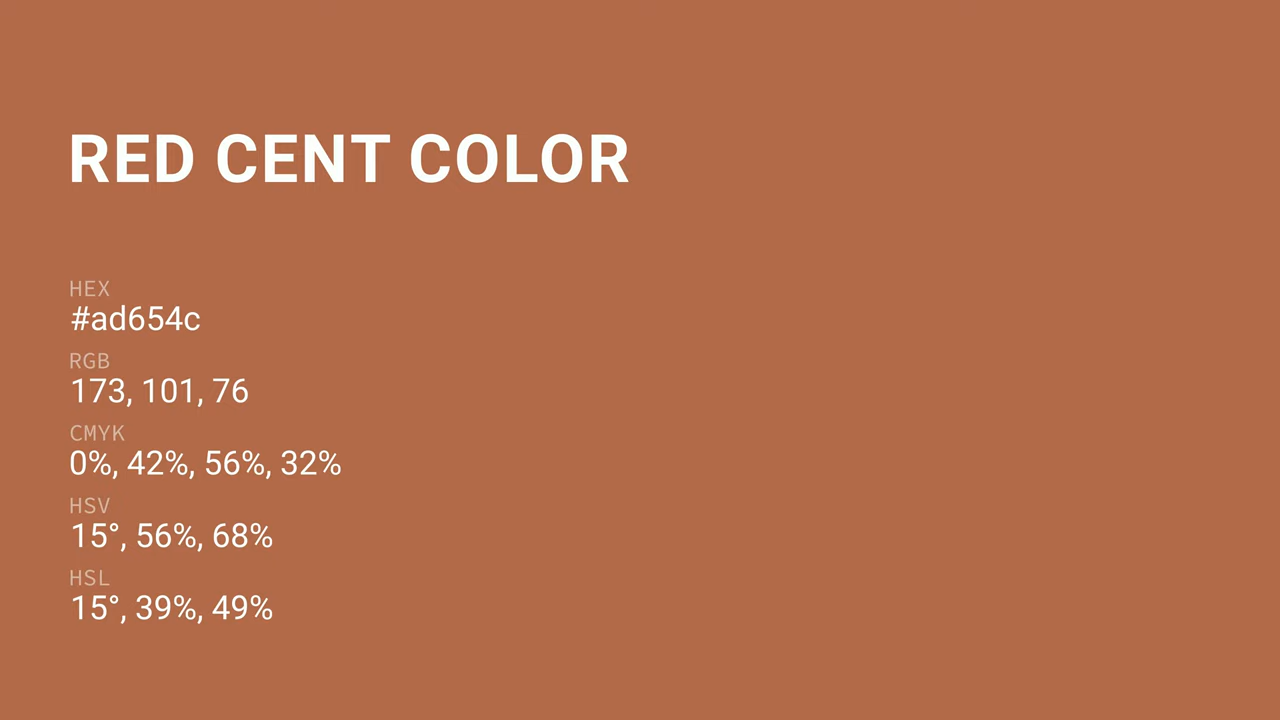 RED CENT COLOR
HEX
#ad654c
RGB
173, 101, 76
CMYK
0%, 42%, 56%, 32%
HSV
15°, 56%, 68%
HSL
15°, 39%, 49%